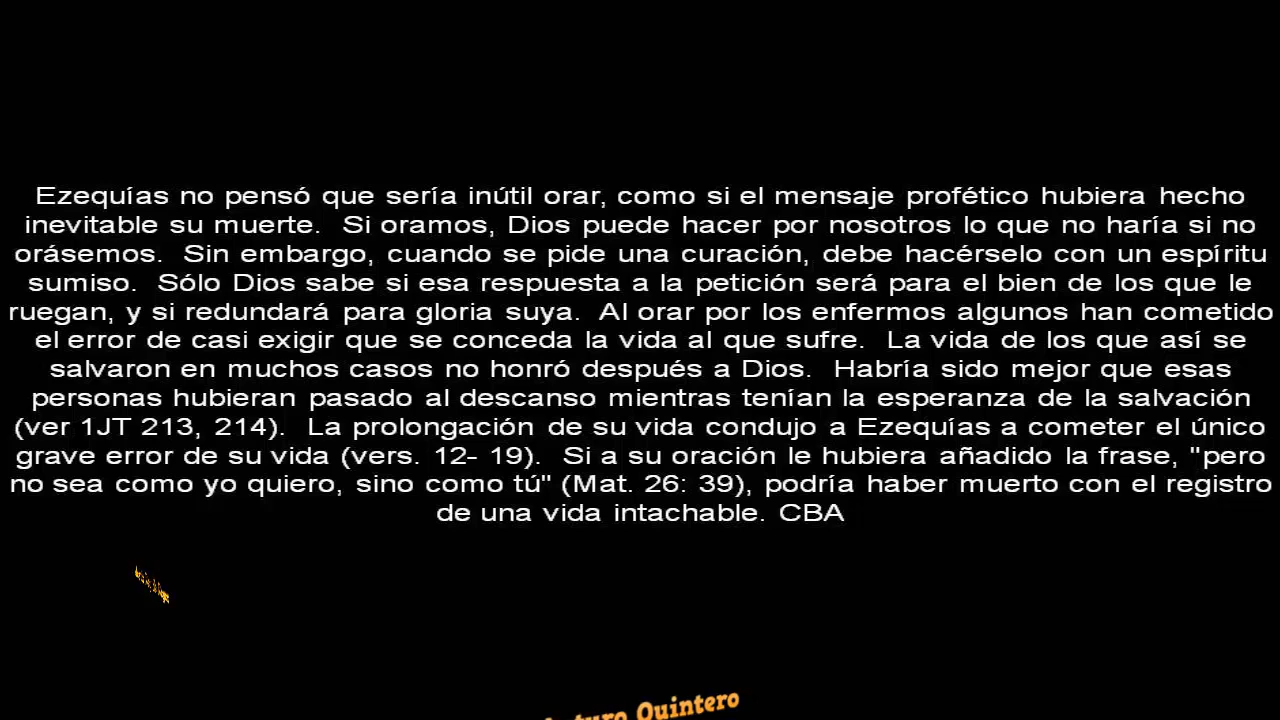 Ezequías no pensó que sería inútil orar, como si el mensaje profético hubiera hecho
inevitable su muerte.  Si oramos, Dios puede hacer por nosotros lo que no haría si no
orásemos.  Sin embargo, cuando se pide una curación, debe hacérselo con un espíritu
sumiso.  Sólo Dios sabe si esa respuesta a la petición será para el bien de los que le
ruegan, y si redundará para gloria suya.  Al orar por los enfermos algunos han cometido
el error de casi exigir que se conceda la vida al que sufre.  La vida de los que así se
salvaron en muchos casos no honró después a Dios.  Habría sido mejor que esas
personas hubieran pasado al descanso mientras tenían la esperanza de la salvación
(ver 1JT 213, 214).  La prolongación de su vida condujo a Ezequías a cometer el único
grave error de su vida (vers. 12- 19).  Si a su oración le hubiera añadido la frase, "pero
no sea como yo quiero, sino como tú" (Mat. 26: 39), podría haber muerto con el registro
de una vida intachable. CBA
Quintero